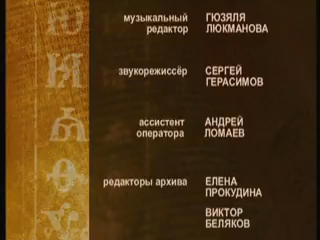 музыкальный ГЮЗЯЛЯ
редактор ЛЮКМАНОВА
звукорежиссёр СЕРГЕЙ
ГЕРАСИМОВ
ассистент АНДРЕЙ
оператора ЛОМАЕВ
редакторы архива ЕЛЕНА
ПРОКУДИНА
ВИКТОР
БЕЛЯКОВ